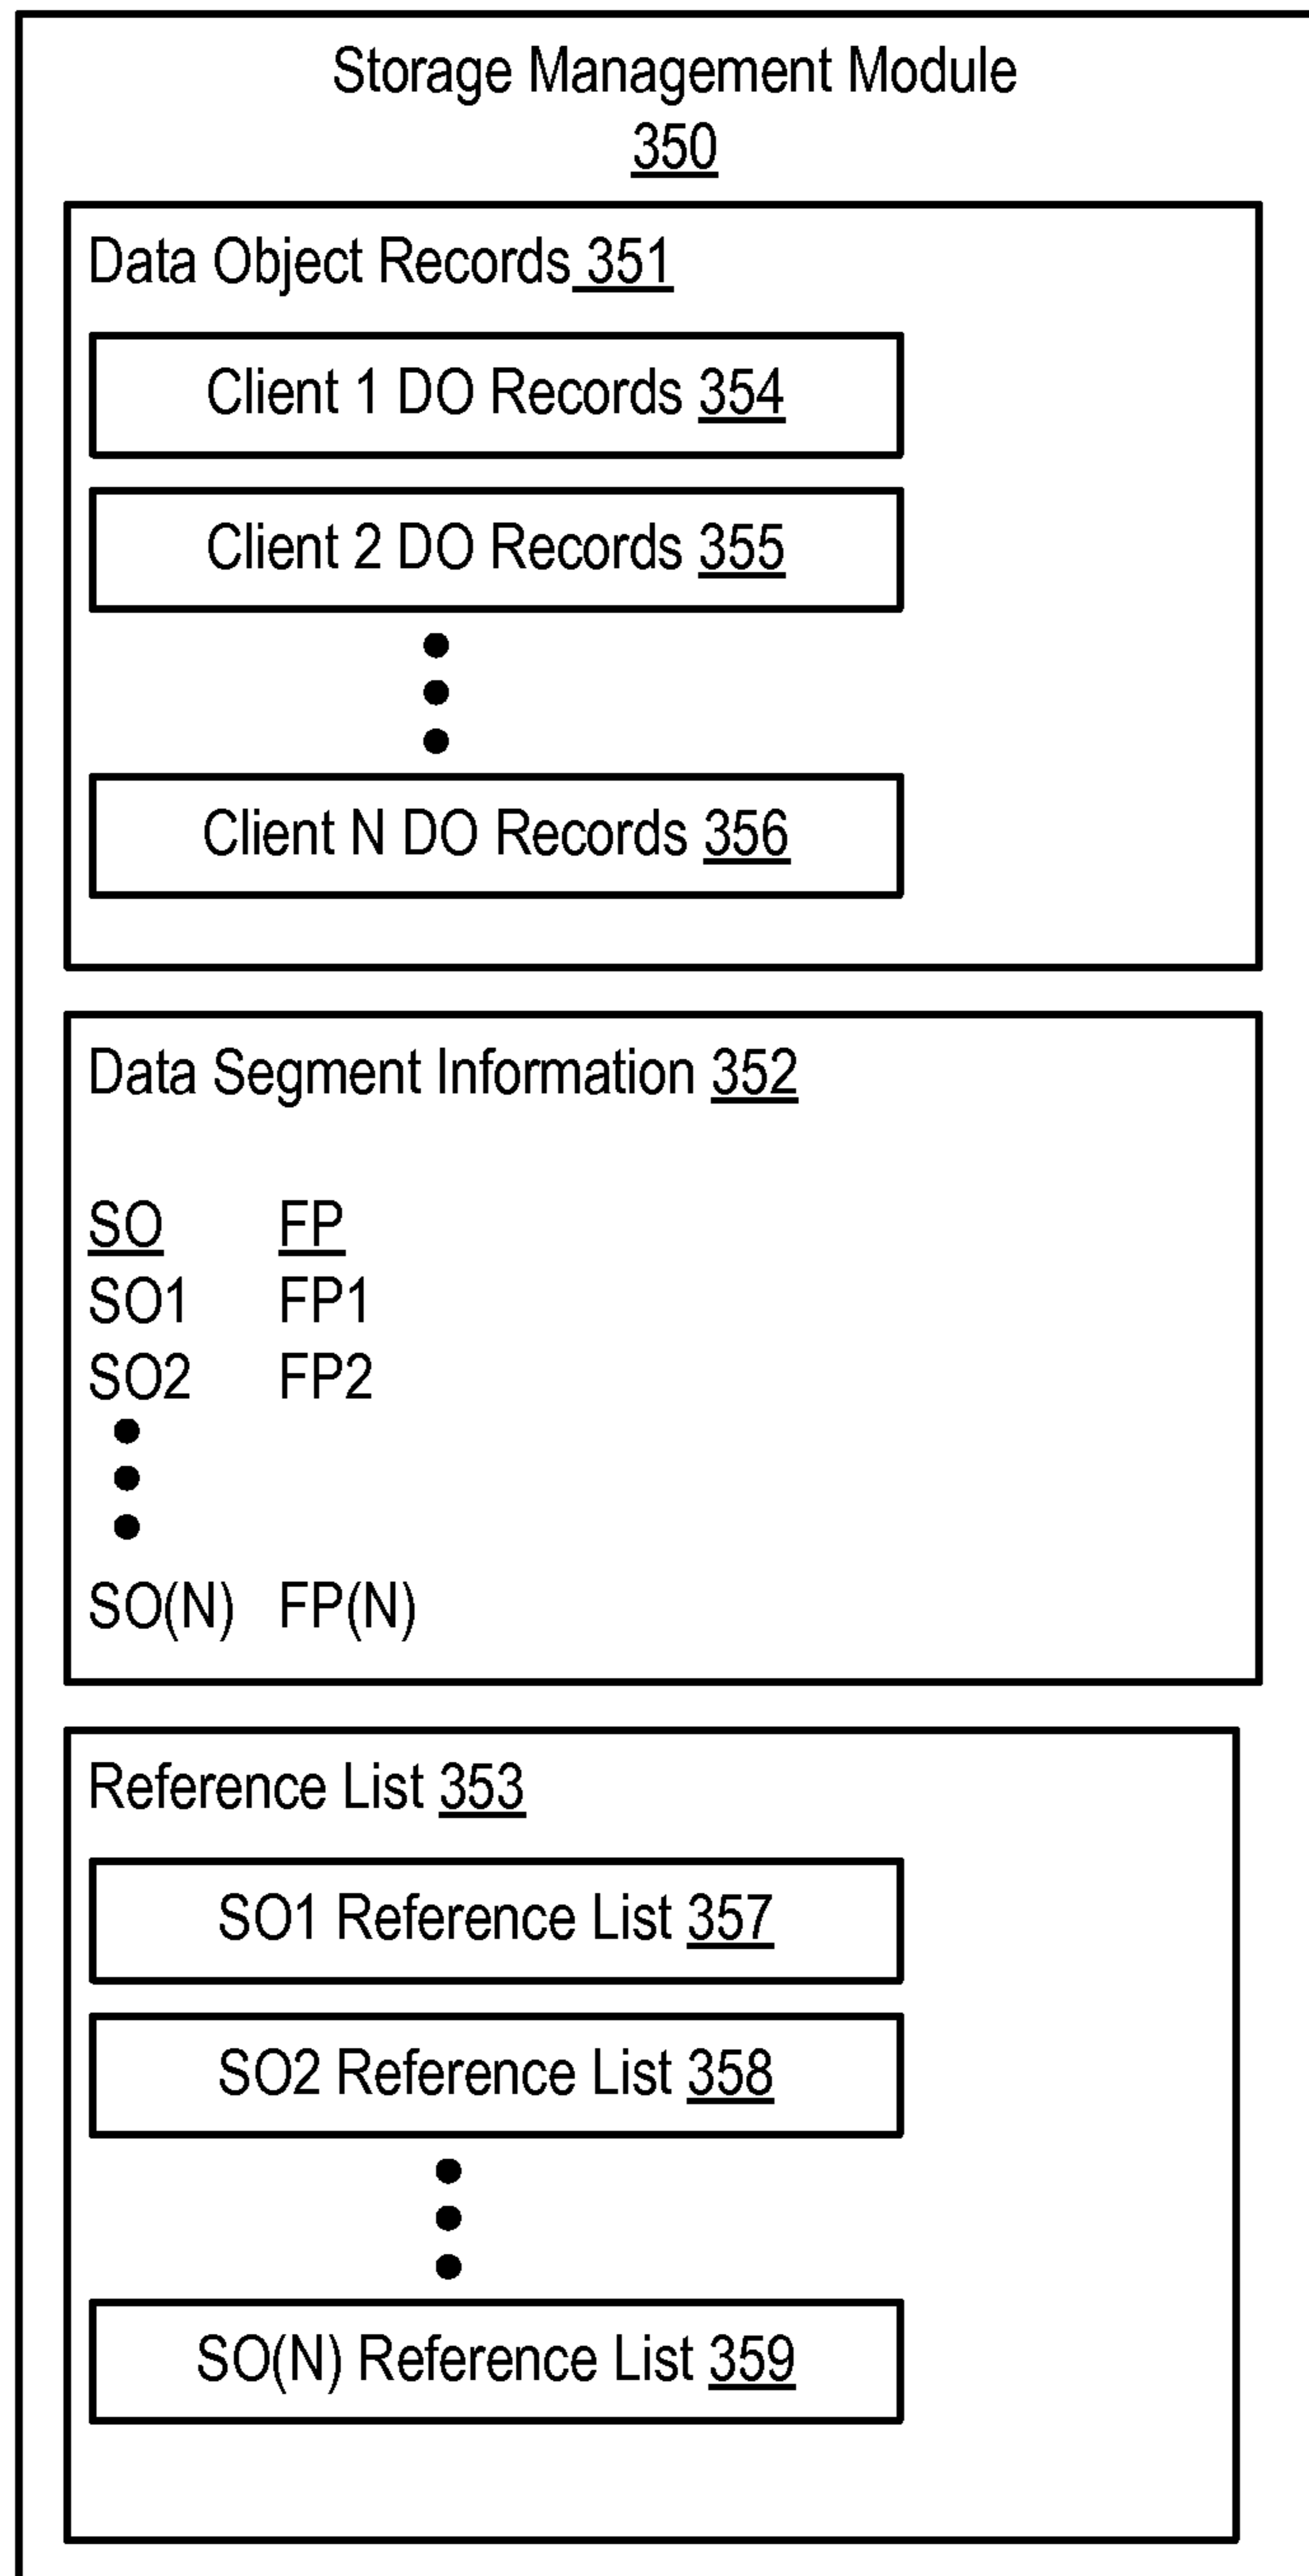 Storage Management Module
350
Data Object Records 351
Client 1 DO Records 354
Client 2 DO Records 355
Client N DO Records 356
Data Segment Information 352
SO FP
SO1 FP1
SO2 FP2
SO(N) FP(N)
Reference List 353
SO1 Reference List 357
SO2 Reference List 358
SO(N) Reference List 359